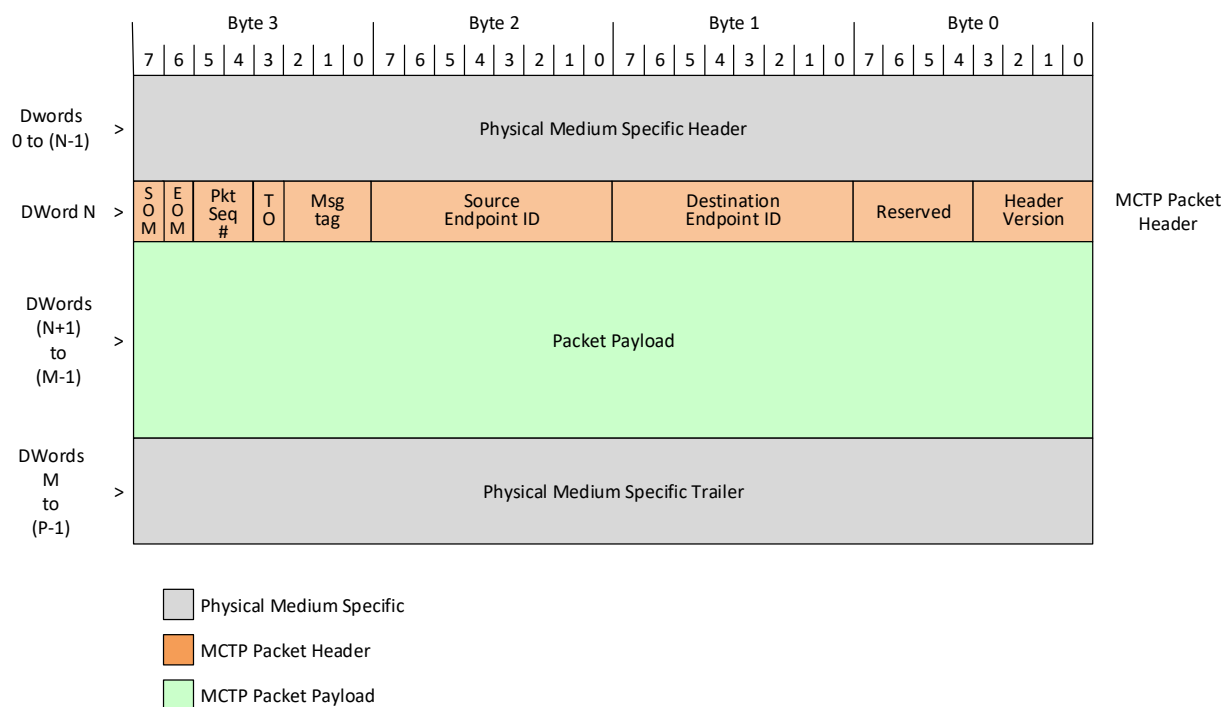 Byte 3 Byte 2 Byte 1 Byte 0
7 6 5 4 3 2 1 0 7 6 5 4 3 2 1 0 7 6 5 4 3 2 1 0 7 6 5 4 3 2 1 0
Dwords
0 to (N-1)
>
Physical Medium Specific Header
DWord N >
S
O
M
E
O
M
Pkt
Seq
#
T
O
Msg
tag
Source
Endpoint ID
Destination
Endpoint ID
Reserved
Header
Version
MCTP Packet
Header
DWords
(N+1)
to
(M-1)
>
Packet Payload
DWords
M
to
(P-1)
>
Physical Medium Specific Trailer
Physical Medium Specific
MCTP Packet Header
MCTP Packet Payload